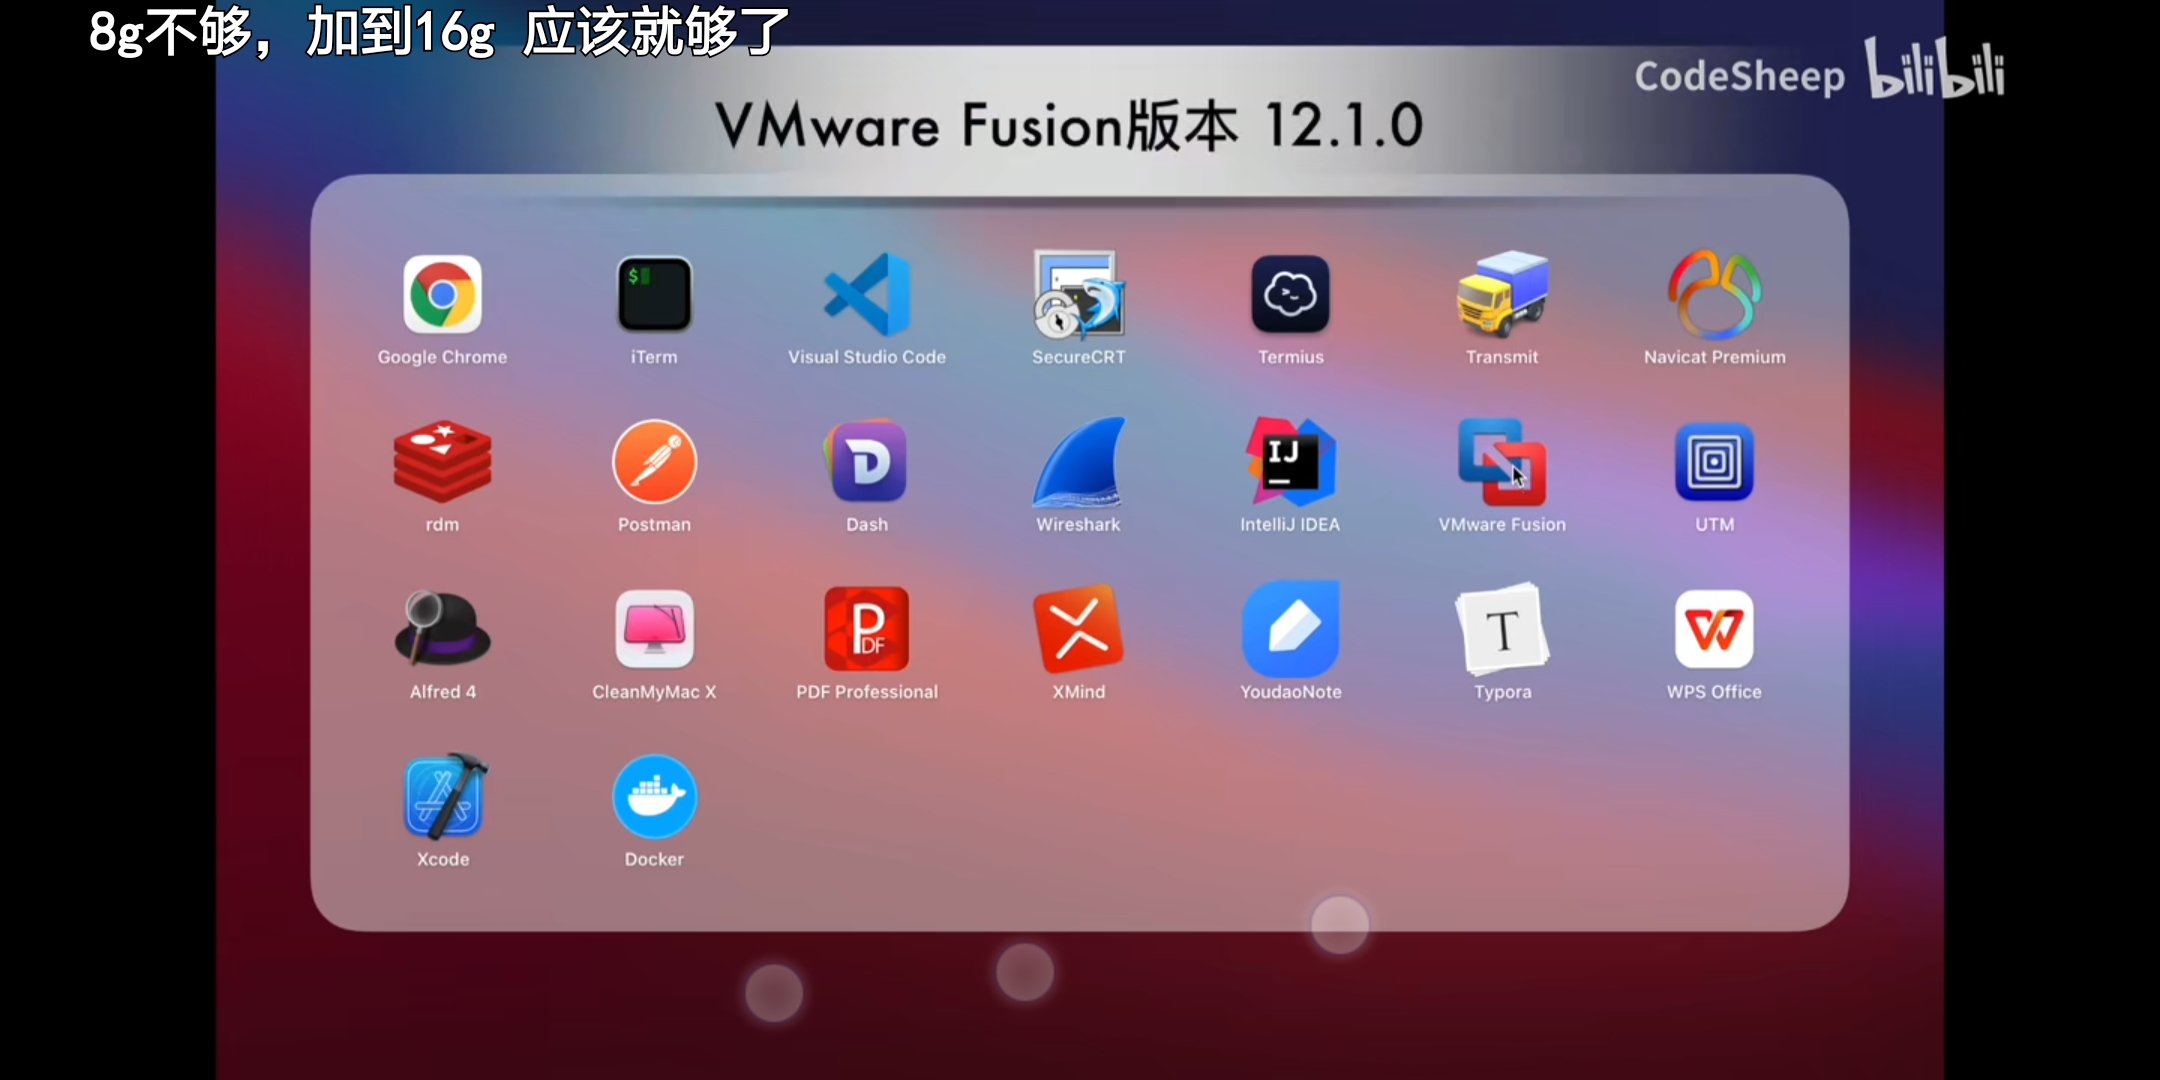 8g不够，加到16g 应该就够了
CodeSheep bilibili
VMware Fusion版本 12.1.0
$
Google Chrome iTerm Visual Studio Code SecureCRT Termius Transmit Navicat Premium
D IJ
rdm Postman Dash Wireshark IntelliJ IDEA VMware Fusion UTM
P PDF T W
Alfred 4 CleanMyMac X PDF Professional XMind YoudaoNote Typora WPS Office
Xcode Docker